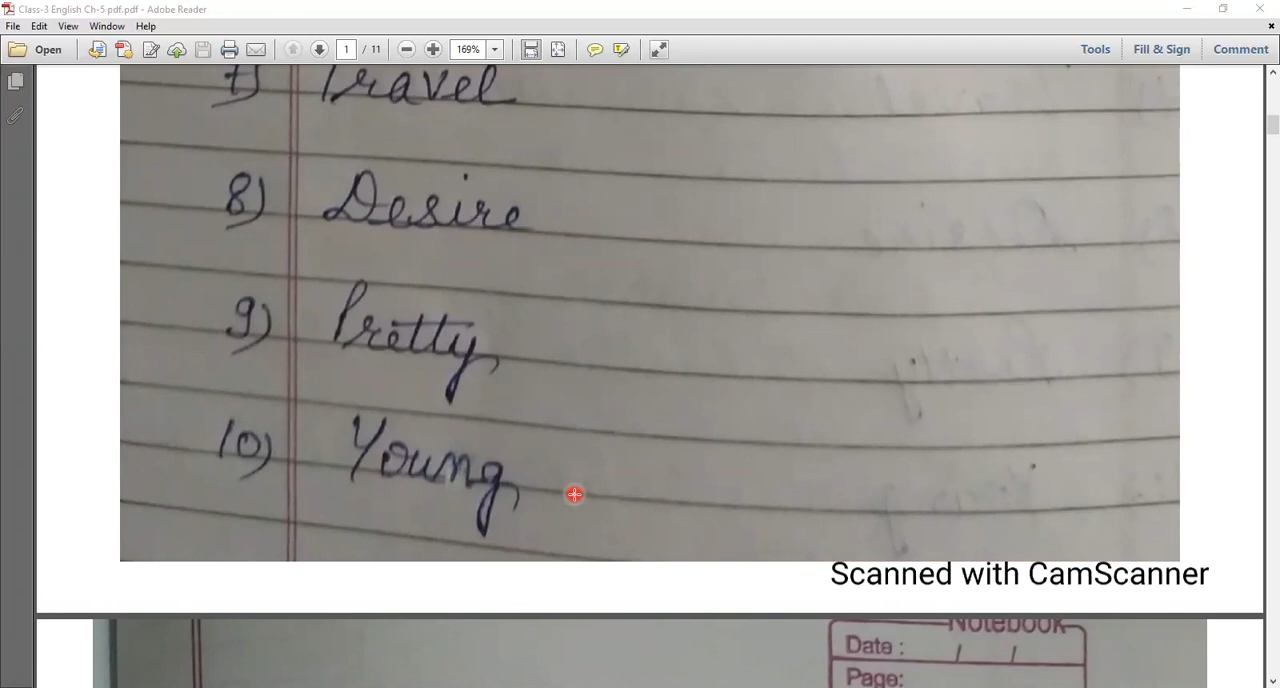 Class-3 English Ch-5 pdf.pdf - Adobe Reader
File Edit View Window Help
Open 1 / 11 169% Tools Fill & Sign Comment
7) Travel
8) Desire
9) Pretty
10) Young
Scanned with CamScanner
Notebook
Date : / /
Page: